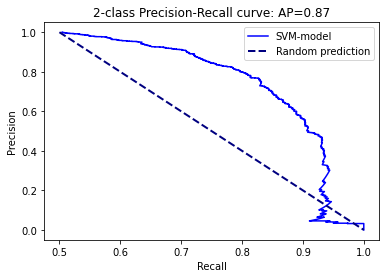 2-class Precision-Recall curve: AP=0.87
SVM-model
Random prediction
Precision
1.0
0.8
0.6
0.4
0.2
0.0
0.5
0.6
0.7
0.8
0.9
1.0
Recall